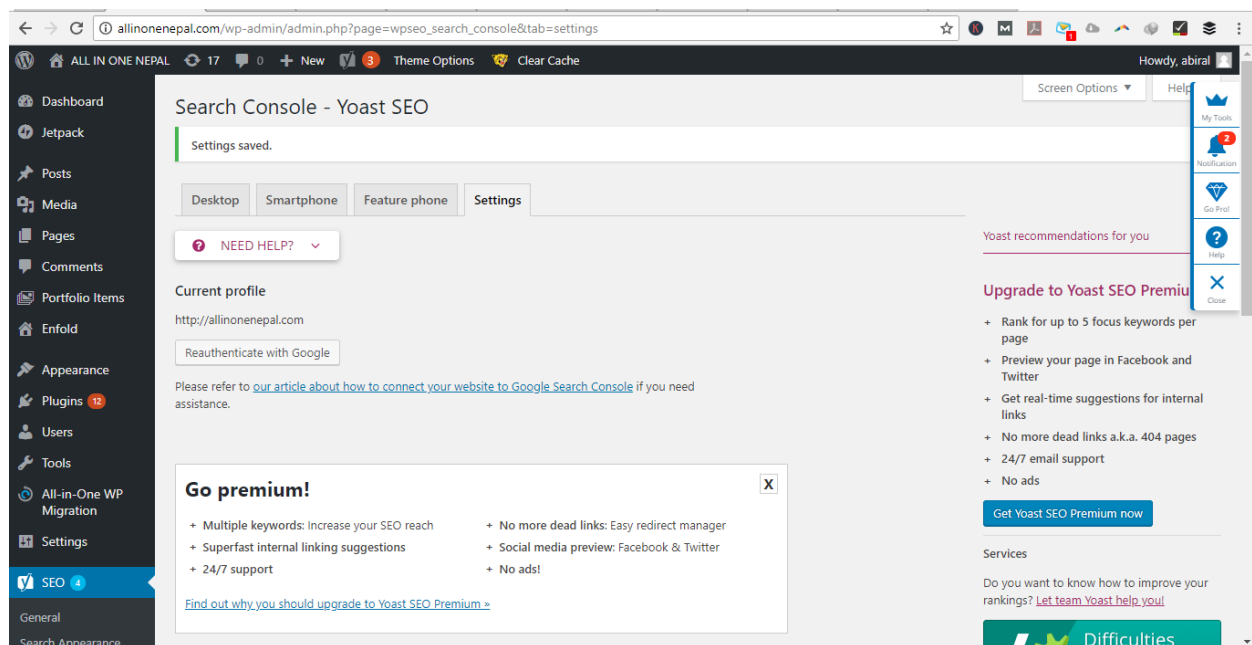 allinonenepal.com/wp-admin/admin.php?page=wpseo_search_console&tab=settings
1
ALL IN ONE NEPAL 17 0 + New 3 Theme Options Clear Cache Howdy, abiral
Screen Options ▼ Help
Dashboard
Jetpack
Posts
Media
Pages
Comments
Portfolio Items
Enfold
Appearance
Plugins 12
Users
Tools
All-in-One WP
Migration
Settings
SEO 4
General
Search Appearance
Search Console - Yoast SEO
Settings saved.
Desktop Smartphone Feature phone Settings
NEED HELP?
Current profile
http://allinonenepal.com
Reauthenticate with Google
Please refer to our article about how to connect your website to Google Search Console if you need
assistance.
Go premium! X
+ Multiple keywords: Increase your SEO reach
+ Superfast internal linking suggestions
+ 24/7 support
+ No more dead links: Easy redirect manager
+ Social media preview: Facebook & Twitter
+ No ads!
Find out why you should upgrade to Yoast SEO Premium »
Yoast recommendations for you
Upgrade to Yoast SEO
+ Rank for up to 5 focus keywords per
page
+ Preview your page in Facebook and
Twitter
+ Get real-time suggestions for internal
links
+ No more dead links a.k.a. 404 pages
+ 24/7 email support
+ No ads
Get Yoast SEO Premium now
Services
Do you want to know how to improve your
rankings? Let team Yoast help you!
Difficulties
My Tools
2
Notification
Go Pro!
Help
Close